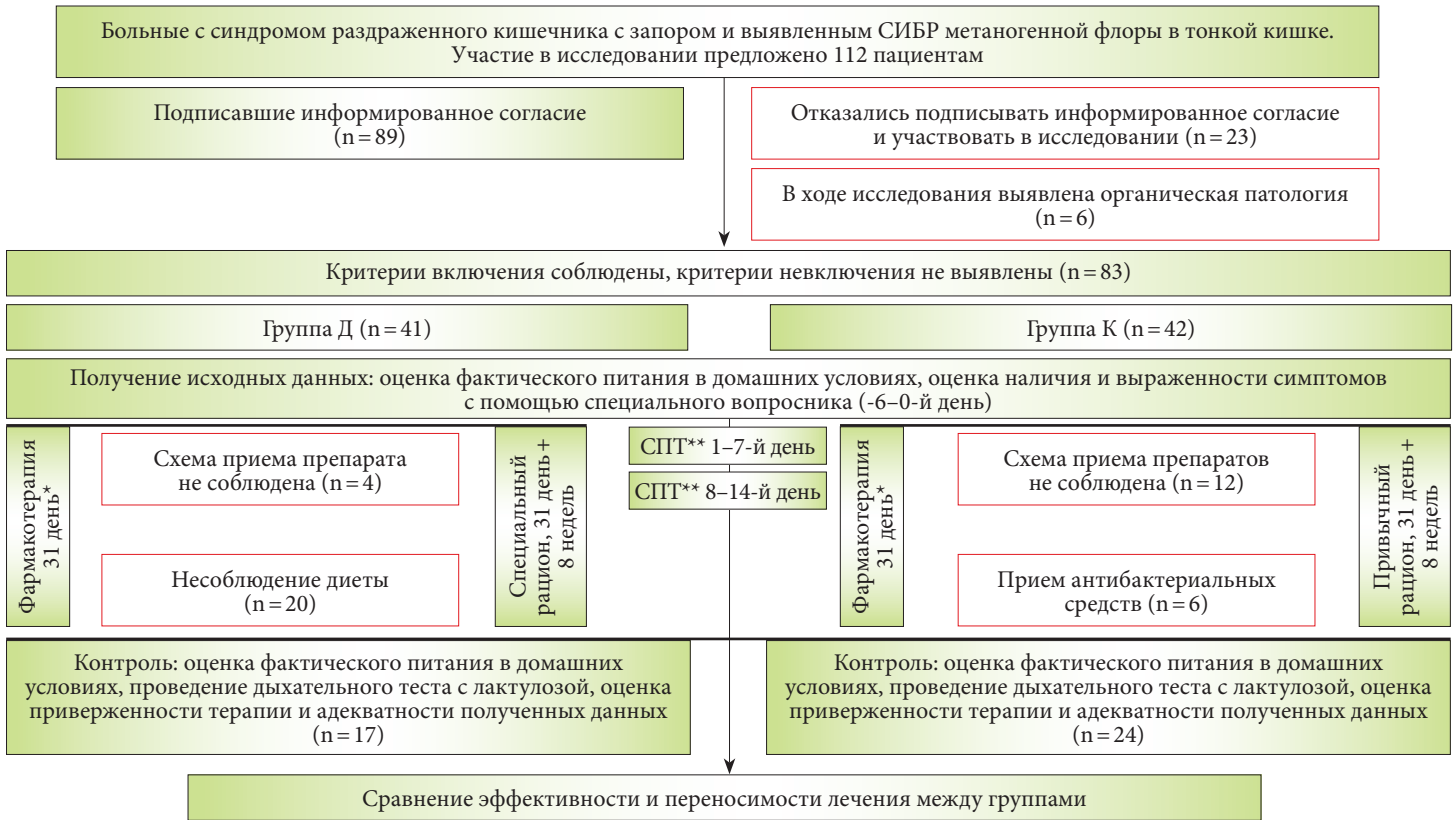 Больные с синдромом раздраженного кишечника с запором и выявленным СИБР метаногенной флоры в тонкой кишке.
Участие в исследовании предложено 112 пациентам
Подписавшие информированное согласие
(n = 89)
Отказались подписывать информированное согласие
и участвовать в исследовании (n = 23)
В ходе исследования выявлена органическая патология
(n = 6)
Критерии включения соблюдены, критерии невключения не выявлены (n = 83)
Группа Д (n = 41)
Группа К (n = 42)
Получение исходных данных: оценка фактического питания в домашних условиях, оценка наличия и выраженности симптомов
с помощью специального вопросника (-6–0-й день)
Фармакотерапия
31 день*
Схема приема препарата
не соблюдена (n = 4)
Несоблюдение диеты
(n = 20)
Специальный
рацион, 31 день +
8 недель
СПТ** 1–7-й день
СПТ** 8–14-й день
Фармакотерапия
31 день*
Схема приема препаратов
не соблюдена (n = 12)
Прием антибактериальных
средств (n = 6)
Привычный
рацион, 31 день +
8 недель
Контроль: оценка фактического питания в домашних
условиях, проведение дыхательного теста с лактулозой, оценка
приверженности терапии и адекватности полученных данных
(n = 17)
Контроль: оценка фактического питания в домашних
условиях, проведение дыхательного теста с лактулозой, оценка
приверженности терапии и адекватности полученных данных
(n = 24)
Сравнение эффективности и переносимости лечения между группами